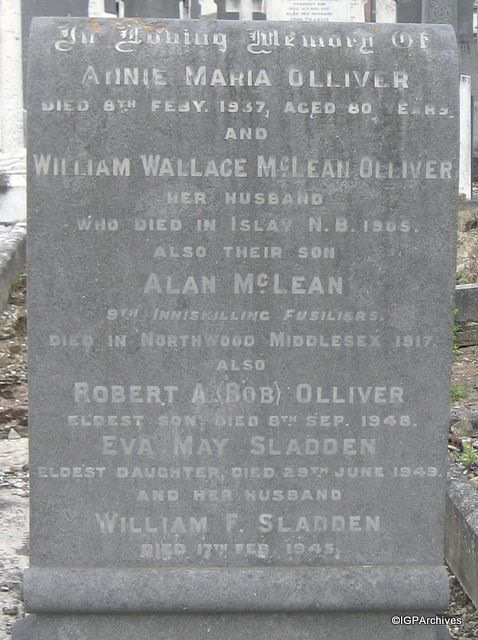 In Loving Memory Of
Annie Maria Olliver
Died 8th Feby. 1937, aged 80 years.
and
William Wallace McLean Olliver
her husband
who died in Islay N.B. 1905.
also their son
Alan McLean
9th Inniskilling Fusiliers.
Died in Northwood Middlesex 1917.
also
Robert A. (Bob) Olliver
eldest son, died 8th Sep. 1948.
Eva May Sladden
eldest daughter, died 29th June 1949.
and her husband
William F. Sladden
died 17th Feb. 1945.
©IGPArchives